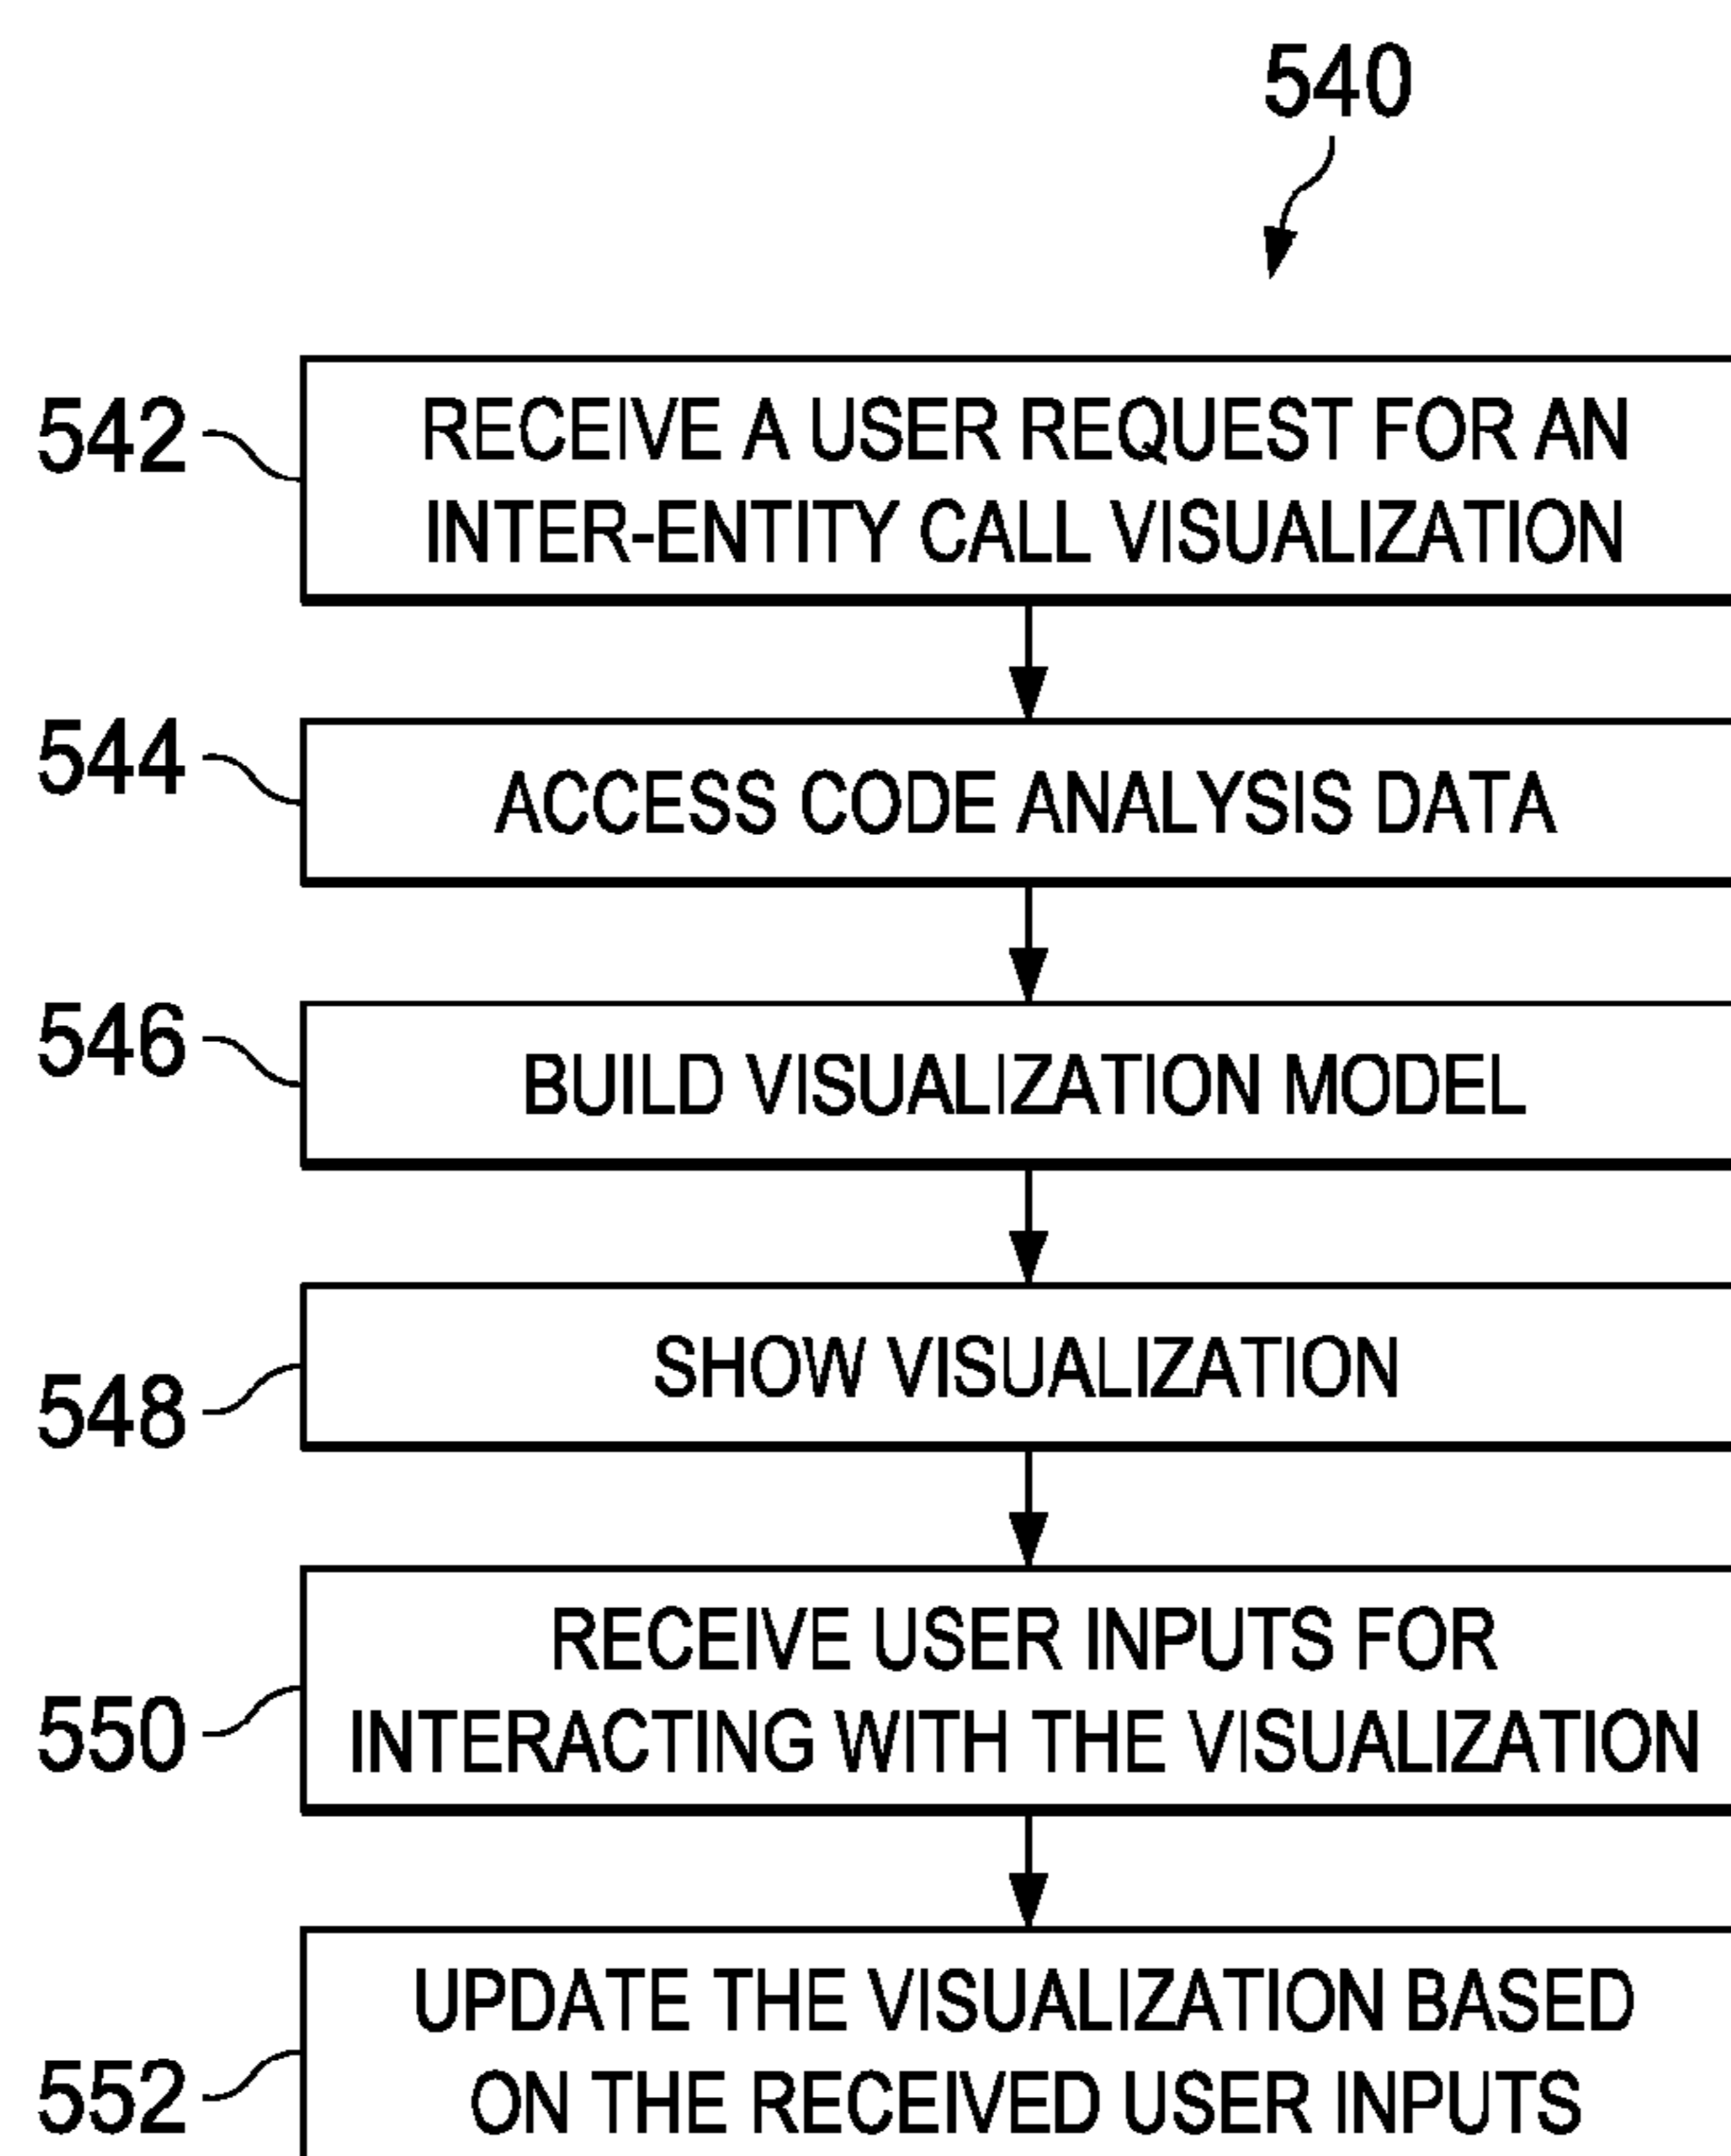 540
542
RECEIVE A USER REQUEST FOR AN
INTER-ENTITY CALL VISUALIZATION
544
ACCESS CODE ANALYSIS DATA
546
BUILD VISUALIZATION MODEL
548
SHOW VISUALIZATION
550
RECEIVE USER INPUTS FOR
INTERACTING WITH THE VISUALIZATION
552
UPDATE THE VISUALIZATION BASED
ON THE RECEIVED USER INPUTS